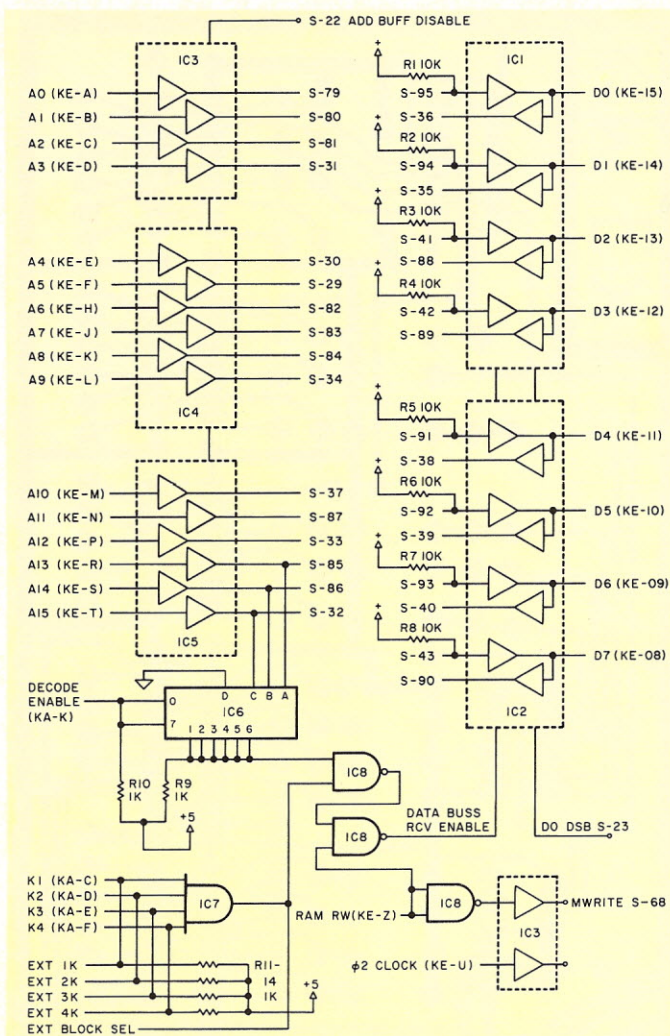 S-22 ADD BUFF DISABLE
IC3
A0 (KE-A) S-79
A1 (KE-B) S-80
A2 (KE-C) S-81
A3 (KE-D) S-31
A4 (KE-E) S-30
A5 (KE-F) S-29
A6 (KE-H) S-82
A7 (KE-J) S-83
A8 (KE-K) S-84
A9 (KE-L) S-34
IC4
A10 (KE-M) S-37
A11 (KE-N) S-87
A12 (KE-P) S-33
A13 (KE-R) S-85
A14 (KE-S) S-86
A15 (KE-T) S-32
IC5
IC1
+
R1 10K
S-95 D0 (KE-15)
S-36
+
R2 10K
S-94 D1 (KE-14)
S-35
+
R3 10K
S-41 D2 (KE-13)
S-88
+
R4 10K
S-42 D3 (KE-12)
S-89
+
R5 10K
S-91 D4 (KE-11)
S-38
+
R6 10K
S-92 D5 (KE-10)
S-39
+
R7 10K
S-93 D6 (KE-09)
S-40
+
R8 10K
S-43 D7 (KE-08)
S-90
IC2
DECODE
ENABLE
(KA-K)
D C B A
0
7
IC6
1 2 3 4 5 6
R10
1K
R9
1K
+5
IC8
IC8
DATA BUSS
RCV ENABLE
DO DSB S-23
K1 (KA-C)
K2 (KA-D)
K3 (KA-E)
K4 (KA-F)
IC7
RAM RW(KE-Z)
IC8
MWRITE S-68
IC3
ϕ2 CLOCK (KE-U)
EXT 1K
EXT 2K
EXT 3K
EXT 4K
R11-
14
1K
+5
EXT BLOCK SEL